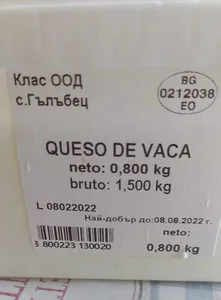 Клас ООД
с.Гълъбец
BG
0212038
EO
QUESO DE VACA
neto: 0,800 kg
bruto: 1,500 kg
L 08022022
Най-добър до:08.08.2022 г.
neto:
3 800223 130020
0,800 kg